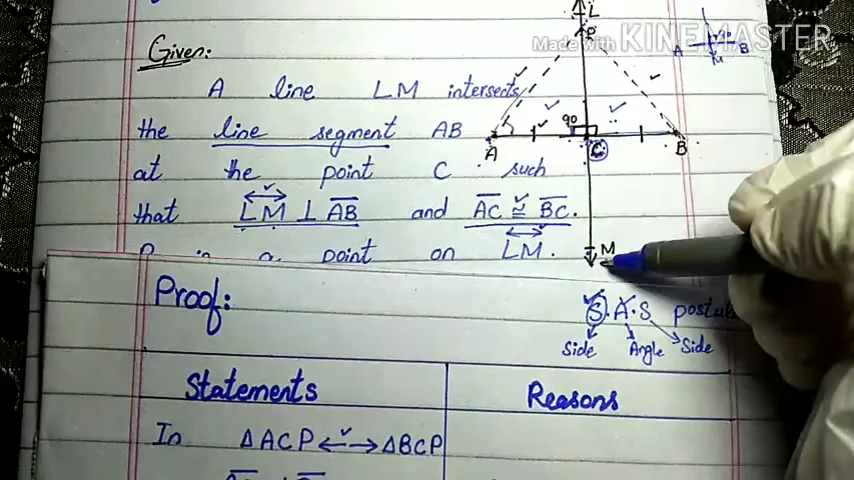 Made with KINEMASTER
L
P
A 90 B
M
Given:
A line LM intersects
the line segment AB
90
A C B
at the point C such
that LM ⊥ AB and AC ≅ BC.
M
is a point on LM.
Proof:
S.A.S
Side Angle Side
Statements Reasons
In ΔACP ⟷ ΔBCP